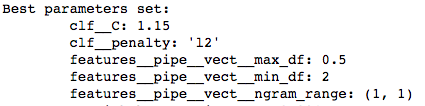 Best parameters set:
clf__C: 1.15
clf__penalty: 'l2'
features__pipe__vect__max_df: 0.5
features__pipe__vect__min_df: 2
features__pipe__vect__ngram_range: (1, 1)